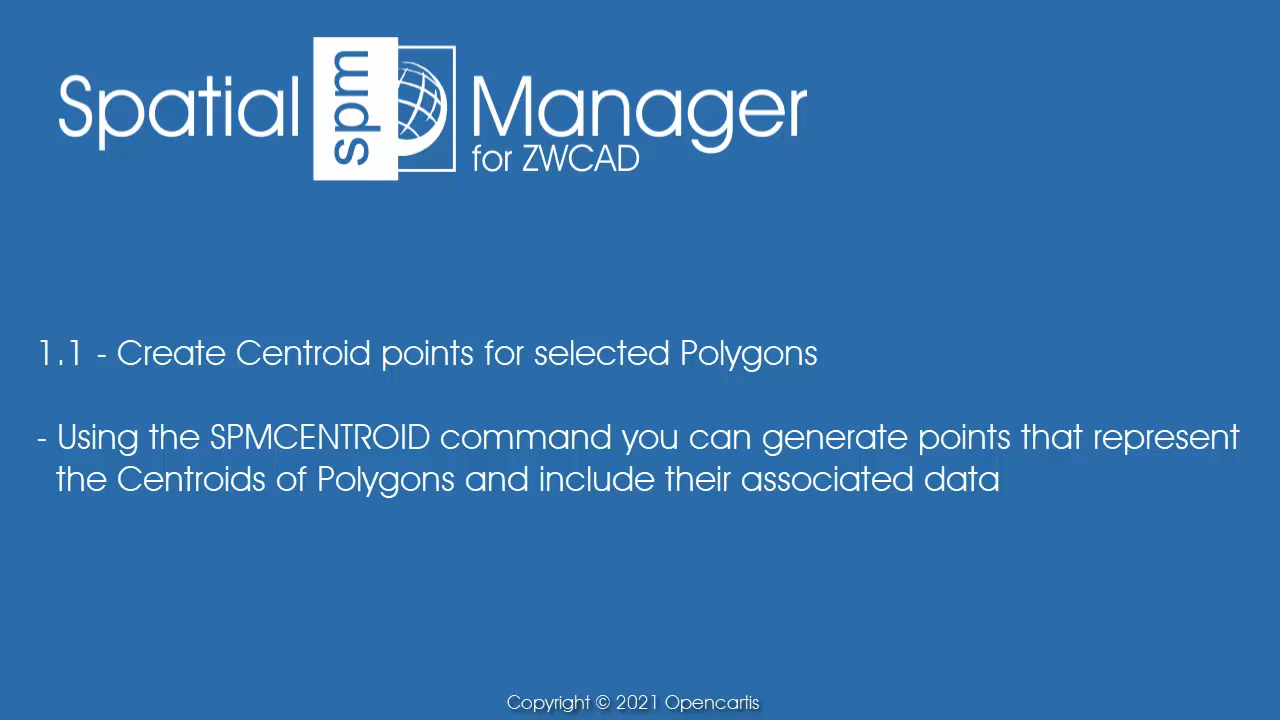 Spatial spm Manager
for ZWCAD
1.1 - Create Centroid points for selected Polygons
- Using the SPMCENTROID command you can generate points that represent
the Centroids of Polygons and include their associated data
Copyright © 2021 Opencartis